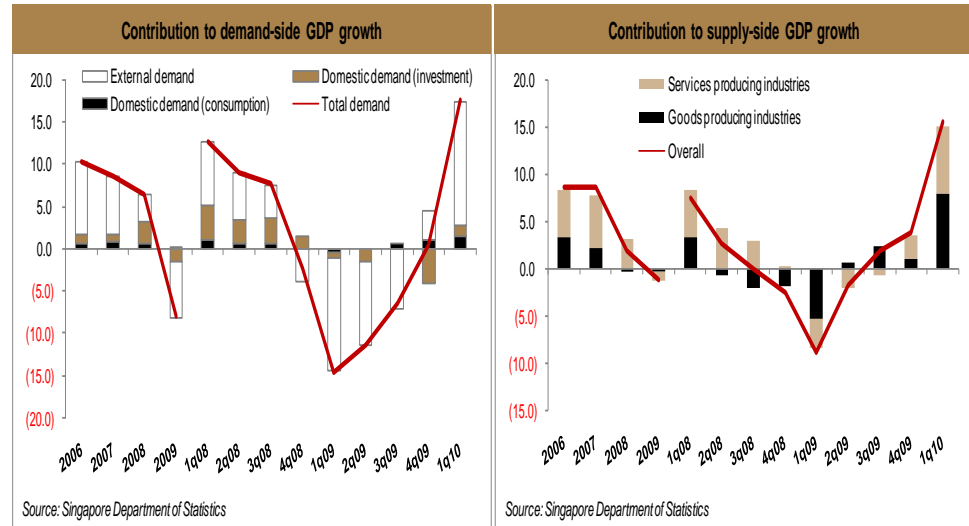 Contribution to demand-side GDP growth
20.0
15.0
10.0
5.0
0.0
(5.0)
(10.0)
(15.0)
(20.0)
External demand
Domestic demand (investment)
Domestic demand (consumption)
Total demand
2006
2007
2008
2009
1q08
2q08
3q08
4q08
1q09
2q09
3q09
4q09
1q10
Source: Singapore Department of Statistics
Contribution to supply-side GDP growth
20.0
15.0
10.0
5.0
0.0
(5.0)
(10.0)
(15.0)
Services producing industries
Goods producing industries
Overall
2006
2007
2008
2009
1q08
2q08
3q08
4q08
1q09
2q09
3q09
4q09
1q10
Source: Singapore Department of Statistics